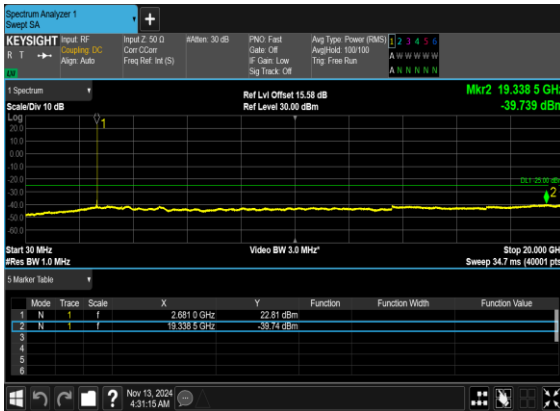 Spectrum Analyzer 1
Swept SA
+
KEYSIGHT Input: RF Input Z: 50 Ω #Atten: 30 dB PNO: Fast Avg Type: Power (RMS) 1 2 3 4 5 6
R T Coupling: DC Corr CCorr Gate: Off Avg|Hold: 100/100 A W W W W W
Align: Auto Freq Ref: Int (S) IF Gain: Low Trig: Free Run
Sig Track: Off A N N N N N
1 Spectrum Ref Lvl Offset 15.58 dB Mkr2 19.338 5 GHz
Scale/Div 10 dB Ref Level 30.00 dBm -39.739 dBm
Log
1
20.0
10.0
0.00
-10.0
-20.0
DL1 -25.00 dBm
-30.0
2
-40.0
-50.0
-60.0
Start 30 MHz Video BW 3.0 MHz* Stop 20.000 GHz
#Res BW 1.0 MHz Sweep 34.7 ms (40001 pts)
5 Marker Table
Mode Trace Scale X Y Function Function Width Function Value
1 N 1 f 2.681 0 GHz 22.81 dBm
2 N 1 f 19.338 5 GHz -39.74 dBm
3
4
5
6
? Nov 13, 2024
4:31:15 AM